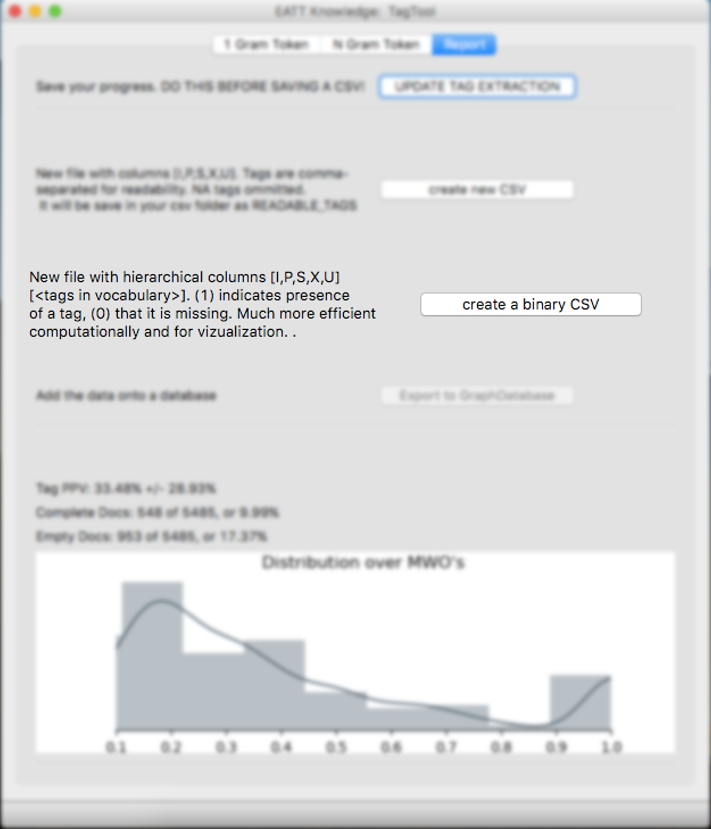 EATT Knowledge: TagTool
1 Gram Token N Gram Token Report
Save your progress. DO THIS BEFORE SAVING A CSV! UPDATE TAG EXTRACTION
New file with columns [I,P,S,X,U]. Tags are comma-
separated for readability. NA tags ommitted.
It will be save in your csv folder as READABLE_TAGS
create new CSV
New file with hierarchical columns [I,P,S,X,U]
[<tags in vocabulary>]. (1) indicates presence
of a tag, (0) that it is missing. Much more efficient
computationally and for vizualization. .
create a binary CSV
Add the data onto a database Export to GraphDatabase
Tag PPV: 33.48% +/- 28.93%
Complete Docs: 548 of 5485, or 9.99%
Empty Docs: 953 of 5485, or 17.37%
Distribution over MWO's
0.1 0.2 0.3 0.4 0.5 0.6 0.7 0.8 0.9 1.0